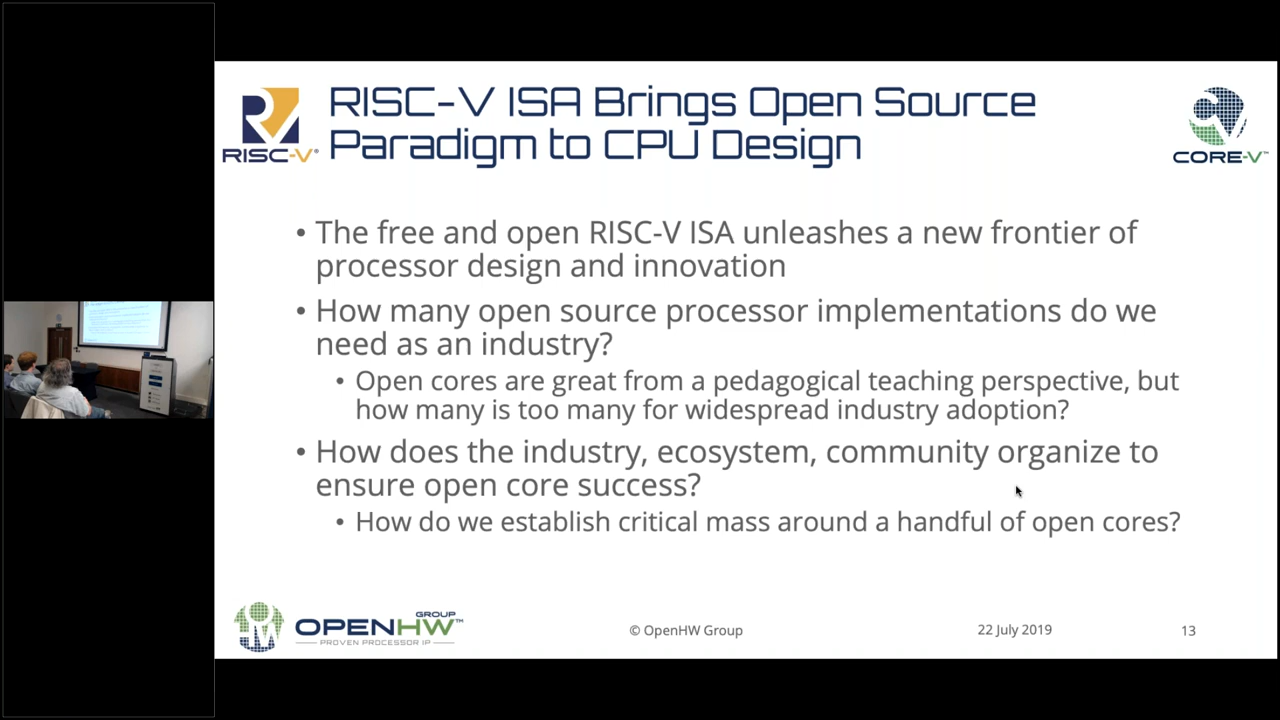 RISC-V ISA Brings Open Source
Paradigm to CPU Design
RISC-V®
CORE-V™
• The free and open RISC-V ISA unleashes a new frontier of
processor design and innovation
• How many open source processor implementations do we
need as an industry?
• Open cores are great from a pedagogical teaching perspective, but
how many is too many for widespread industry adoption?
• How does the industry, ecosystem, community organize to
ensure open core success?
• How do we establish critical mass around a handful of open cores?
OPENHW GROUP™
PROVEN PROCESSOR IP
© OpenHW Group
22 July 2019
13